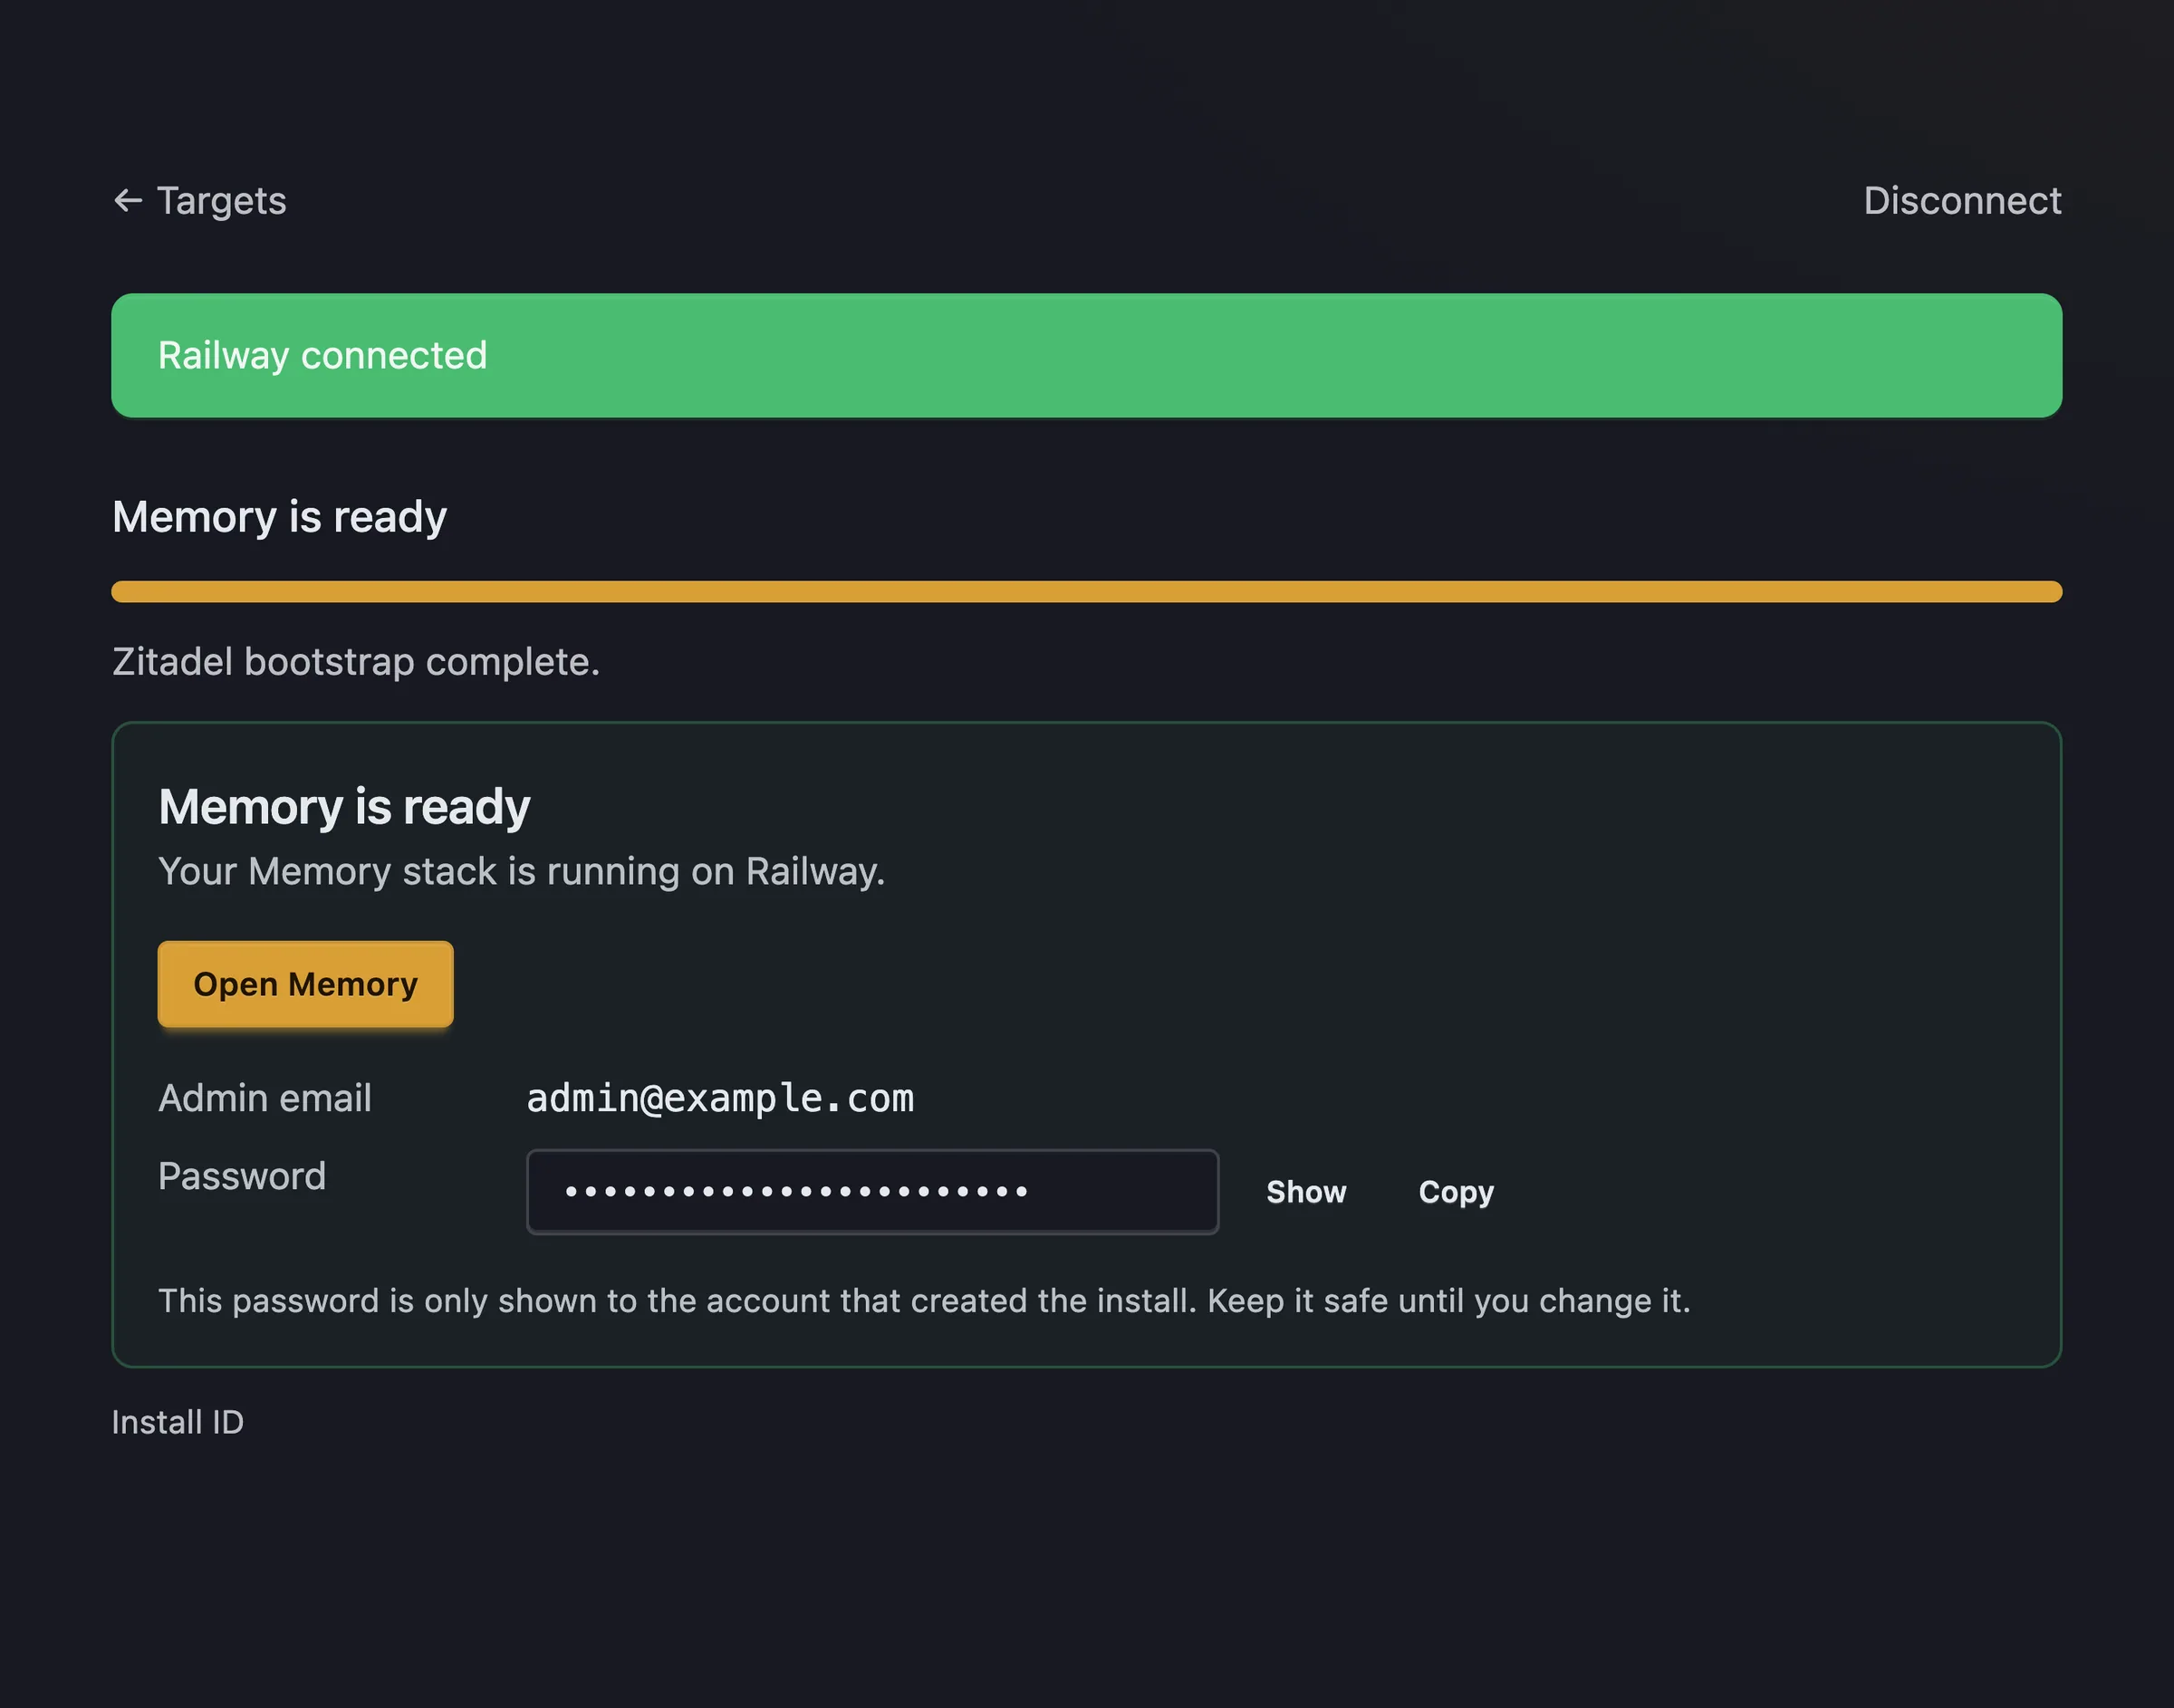 ← Targets
Disconnect
Railway connected
Memory is ready
Zitadel bootstrap complete.
Memory is ready
Your Memory stack is running on Railway.
Open Memory
Admin email admin@example.com
Password •••••••••••••••••••••••• Show Copy
This password is only shown to the account that created the install. Keep it safe until you change it.
Install ID